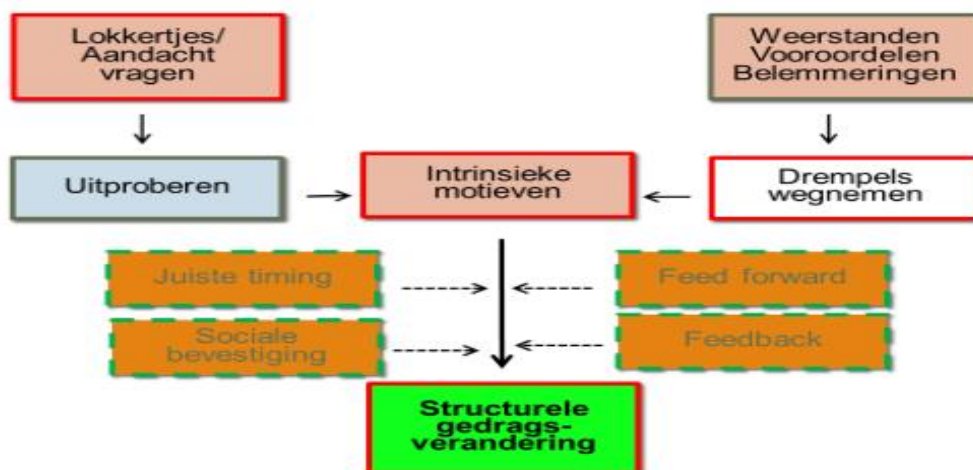 Lokkertjes/
Aandacht
vragen
Weerstanden
Vooroordelen
Belemmeringen
Uitproberen
Intrinsieke
motieven
Drempels
wegnemen
Juiste timing
Feed forward
Sociale
bevestiging
Feedback
Structurele
gedrags-
verandering